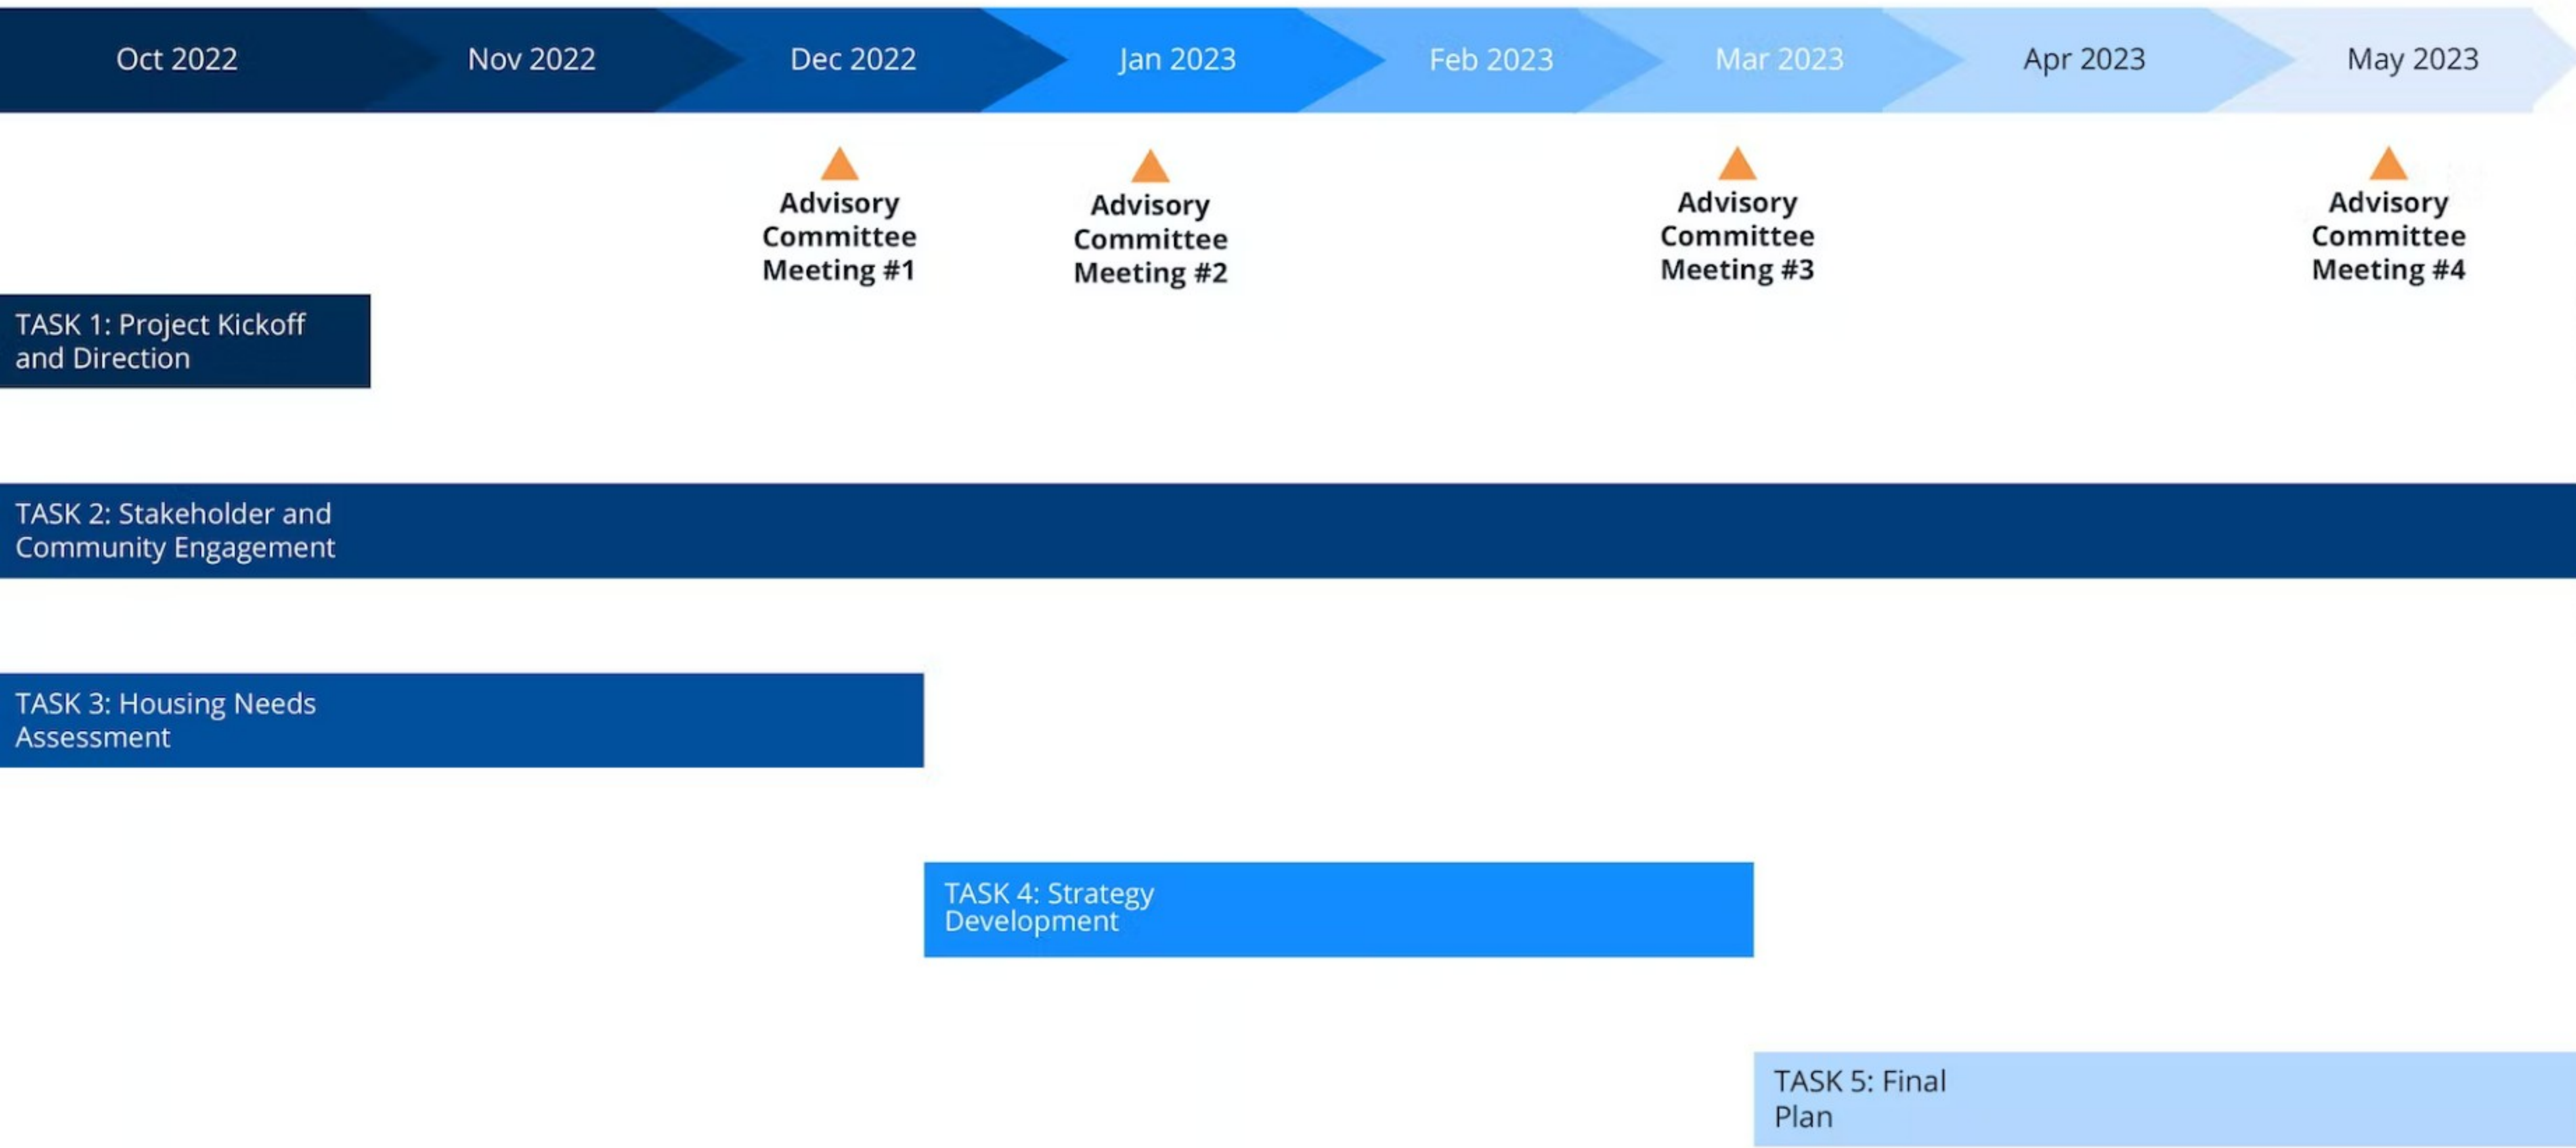 Oct 2022
Nov 2022
Dec 2022
Jan 2023
Feb 2023
Mar 2023
Apr 2023
May 2023
Advisory
Committee
Meeting #1
Advisory
Committee
Meeting #2
Advisory
Committee
Meeting #3
Advisory
Committee
Meeting #4
TASK 1: Project Kickoff
and Direction
TASK 2: Stakeholder and
Community Engagement
TASK 3: Housing Needs
Assessment
TASK 4: Strategy
Development
TASK 5: Final
Plan